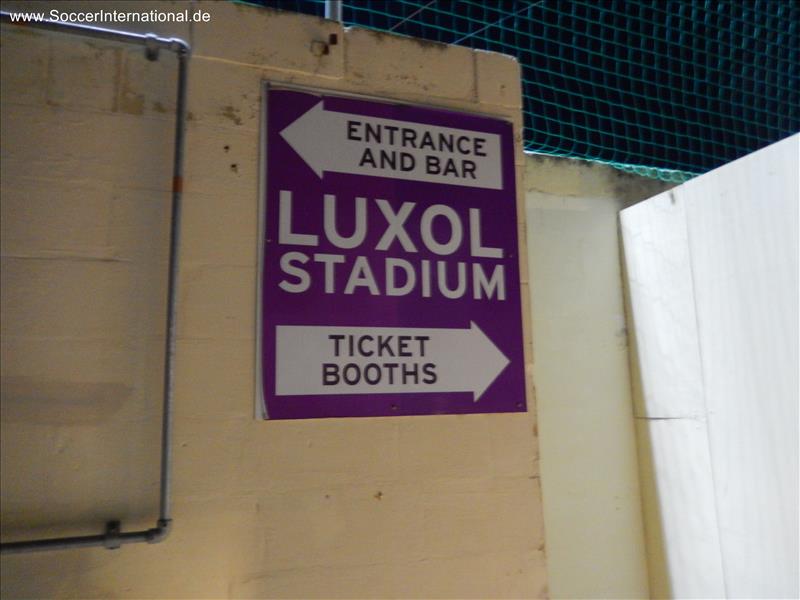 www.SoccerInternational.de
ENTRANCE
AND BAR
LUXOL
STADIUM
TICKET
BOOTHS